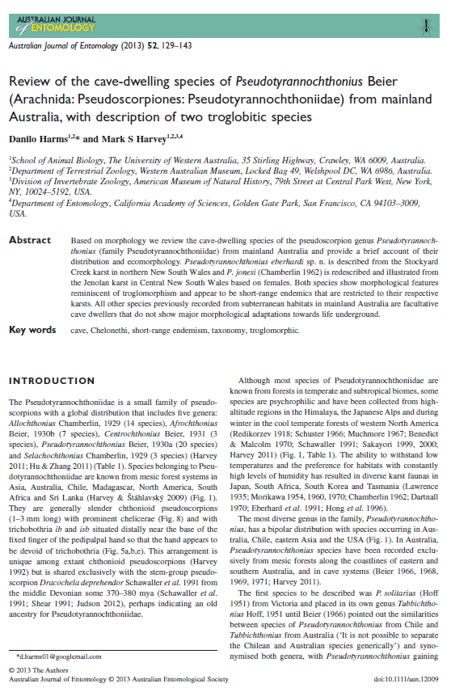 AUSTRALIAN JOURNAL
of ENTOMOLOGY
Australian Journal of Entomology (2013) 52, 129–143
Review of the cave-dwelling species of Pseudotyrannochthonius Beier
(Arachnida: Pseudoscorpiones: Pseudotyrannochthoniidae) from mainland
Australia, with description of two troglobitic species
Danilo Harms1,2* and Mark S Harvey1,2,3,4
1School of Animal Biology, The University of Western Australia, 35 Stirling Highway, Crawley, WA 6009, Australia.
2Department of Terrestrial Zoology, Western Australian Museum, Locked Bag 49, Welshpool DC, WA 6986, Australia.
3Division of Invertebrate Zoology, American Museum of Natural History, 79th Street at Central Park West, New York,
NY, 10024–5192, USA.
4Department of Entomology, California Academy of Sciences, Golden Gate Park, San Francisco, CA 94103–3009,
USA.
Abstract
Based on morphology we review the cave-dwelling species of the pseudoscorpion genus Pseudotyrannoch-
thonius (family Pseudotyrannochthoniidae) from mainland Australia and provide a brief account of their
distribution and ecomorphology. Pseudotyrannochthonius eberhardi sp. n. is described from the Stockyard
Creek karst in northern New South Wales and P. jonesi (Chamberlin 1962) is redescribed and illustrated from
the Jenolan karst in Central New South Wales based on females. Both species show morphological features
reminiscent of troglomorphism and appear to be short-range endemics that are restricted to their respective
karsts. All other species previously recorded from subterranean habitats in mainland Australia are facultative
cave dwellers that do not show major morphological adaptations towards life underground.
Key words
cave, Chelonethi, short-range endemism, taxonomy, troglomorphic.
INTRODUCTION
The Pseudotyrannochthoniidae is a small family of pseudo-
scorpions with a global distribution that includes five genera:
Allochthonius Chamberlin, 1929 (14 species), Afrochthonius
Beier, 1930b (7 species), Centrochthonius Beier, 1931 (3
species), Pseudotyrannochthonius Beier, 1930a (20 species)
and Selachochthonius Chamberlin, 1929 (3 species) (Harvey
2011; Hu & Zhang 2011) (Table 1). Species belonging to Pseu-
dotyrannochthoniidae are known from mesic forest systems in
Asia, Australia, Chile, Madagascar, North America, South
Africa and Sri Lanka (Harvey & Šťáhlavský 2009) (Fig. 1).
They are generally slender chthonioid pseudoscorpions
(1–3 mm long) with prominent chelicerae (Fig. 8) and with
trichobothria ib and isb situated distally near the base of the
fixed finger of the pedipalpal hand so that the hand appears to
be devoid of trichobothria (Fig. 5a,b,e). This arrangement is
unique among extant chthonioid pseudoscorpions (Harvey
1992) but is shared exclusively with the stem-group pseudo-
scorpion Dracochela deprehendor Schawaller et al. 1991 from
the middle Devonian some 370–380 mya (Schawaller et al.
1991; Shear 1991; Judson 2012), perhaps indicating an old
ancestry for Pseudotyrannochthoniidae.
*d.harms01@googlemail.com
© 2013 The Authors
Australian Journal of Entomology © 2013 Australian Entomological Society
Although most species of Pseudotyrannochthoniidae are
known from forests in temperate and subtropical biomes, some
species are psychrophilic and have been collected from high-
altitude regions in the Himalaya, the Japanese Alps and during
winter in the cool temperate forests of western North America
(Redikorzev 1918; Schuster 1966; Muchmore 1967; Benedict
& Malcolm 1970; Schawaller 1991; Sakayori 1999, 2000;
Harvey 2011) (Fig. 1, Table 1). The ability to withstand low
temperatures and the preference for habitats with constantly
high levels of humidity has resulted in diverse karst faunas in
Japan, South Africa, South Korea and Tasmania (Lawrence
1935; Morikawa 1954, 1960, 1970; Chamberlin 1962; Dartnall
1970; Eberhard et al. 1991; Hong et al. 1996).
The most diverse genus in the family, Pseudotyrannochtho-
nius, has a bipolar distribution with species occurring in Aus-
tralia, Chile, eastern Asia and the USA (Fig. 1). In Australia,
Pseudotyrannochthonius species have been recorded exclu-
sively from mesic forests along the coastlines of eastern and
southern Australia, and in cave systems (Beier 1966, 1968,
1969, 1971; Harvey 2011).
The first species to be described was P. solitarius (Hoff
1951) from Victoria and placed in its own genus Tubbichtho-
nius Hoff, 1951 until Beier (1966) pointed out the similarities
between species of Pseudotyrannochthonius from Chile and
Tubbichthonius from Australia (‘It is not possible to separate
the Chilean and Australian species generically’) and syno-
nymised both genera, with Pseudotyrannochthonius gaining
doi:10.1111/aen.12009